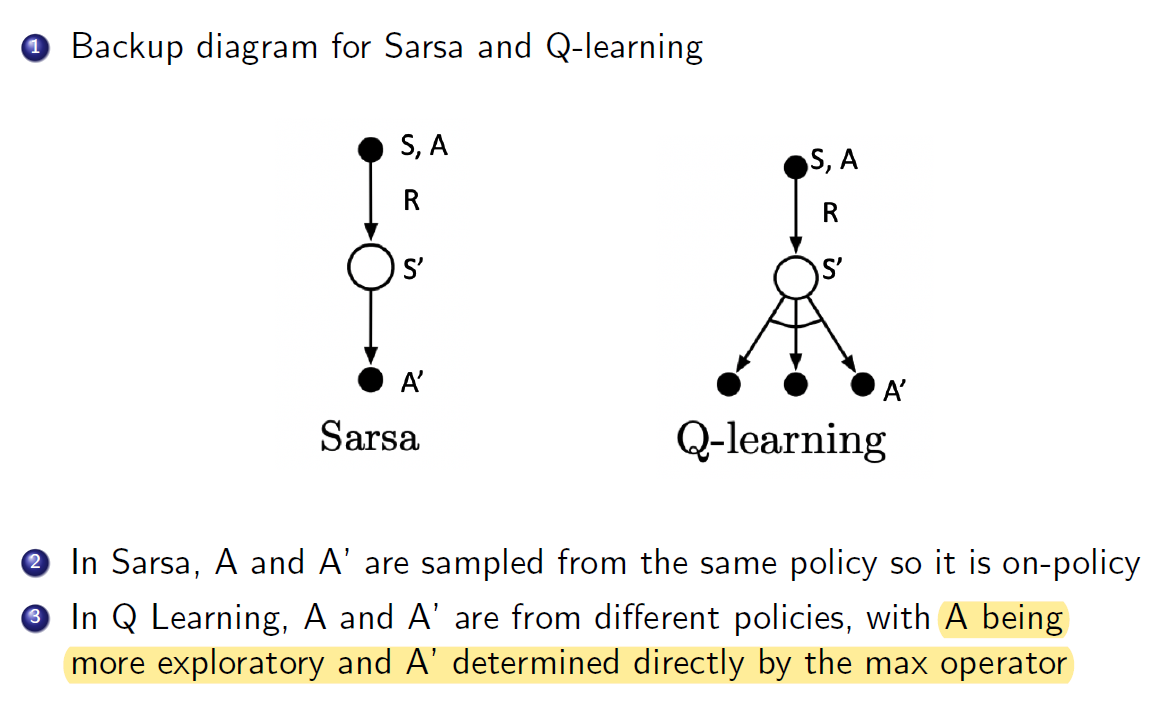 1 Backup diagram for Sarsa and Q-learning
S, A
R
S’
A’
Sarsa
S, A
R
S’
A’
Q-learning
2 In Sarsa, A and A’ are sampled from the same policy so it is on-policy
3 In Q Learning, A and A’ are from different policies, with A being
more exploratory and A’ determined directly by the max operator